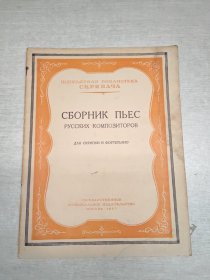 ПЕДАГОГИЧЕСКАЯ БИБЛИОТЕКА
СКРИПАЧА
СБОРНИК ПЬЕС
РУССКИХ КОМПОЗИТОРОВ
ДЛЯ СКРИПКИ И ФОРТЕПИАНО
ГОСУДАРСТВЕННОЕ
МУЗЫКАЛЬНОЕ ИЗДАТЕЛЬСТВО
МОСКВА